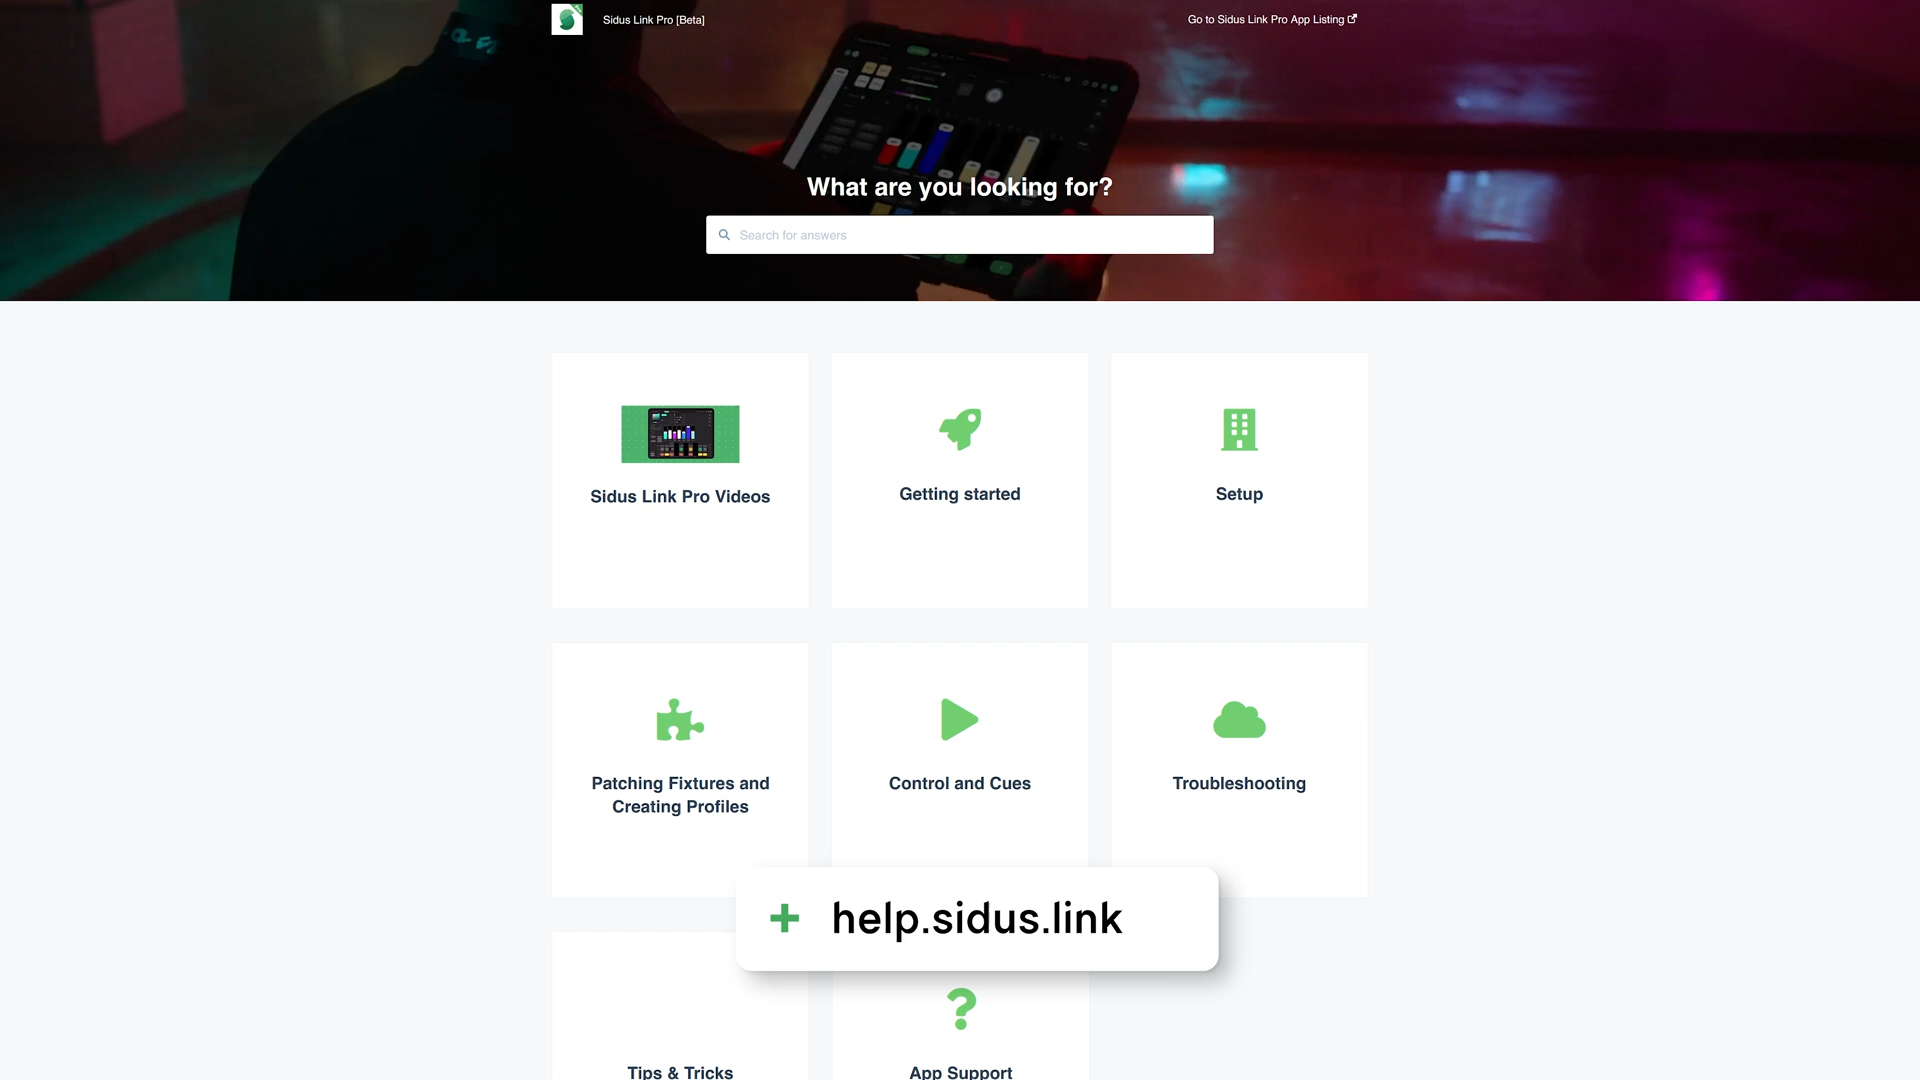 Sidus Link Pro [Beta]
Go to Sidus Link Pro App Listing
What are you looking for?
Search for answers
Sidus Link Pro Videos
Getting started
Setup
Patching Fixtures and
Creating Profiles
Control and Cues
Troubleshooting
help.sidus.link
Tips & Tricks
App Support